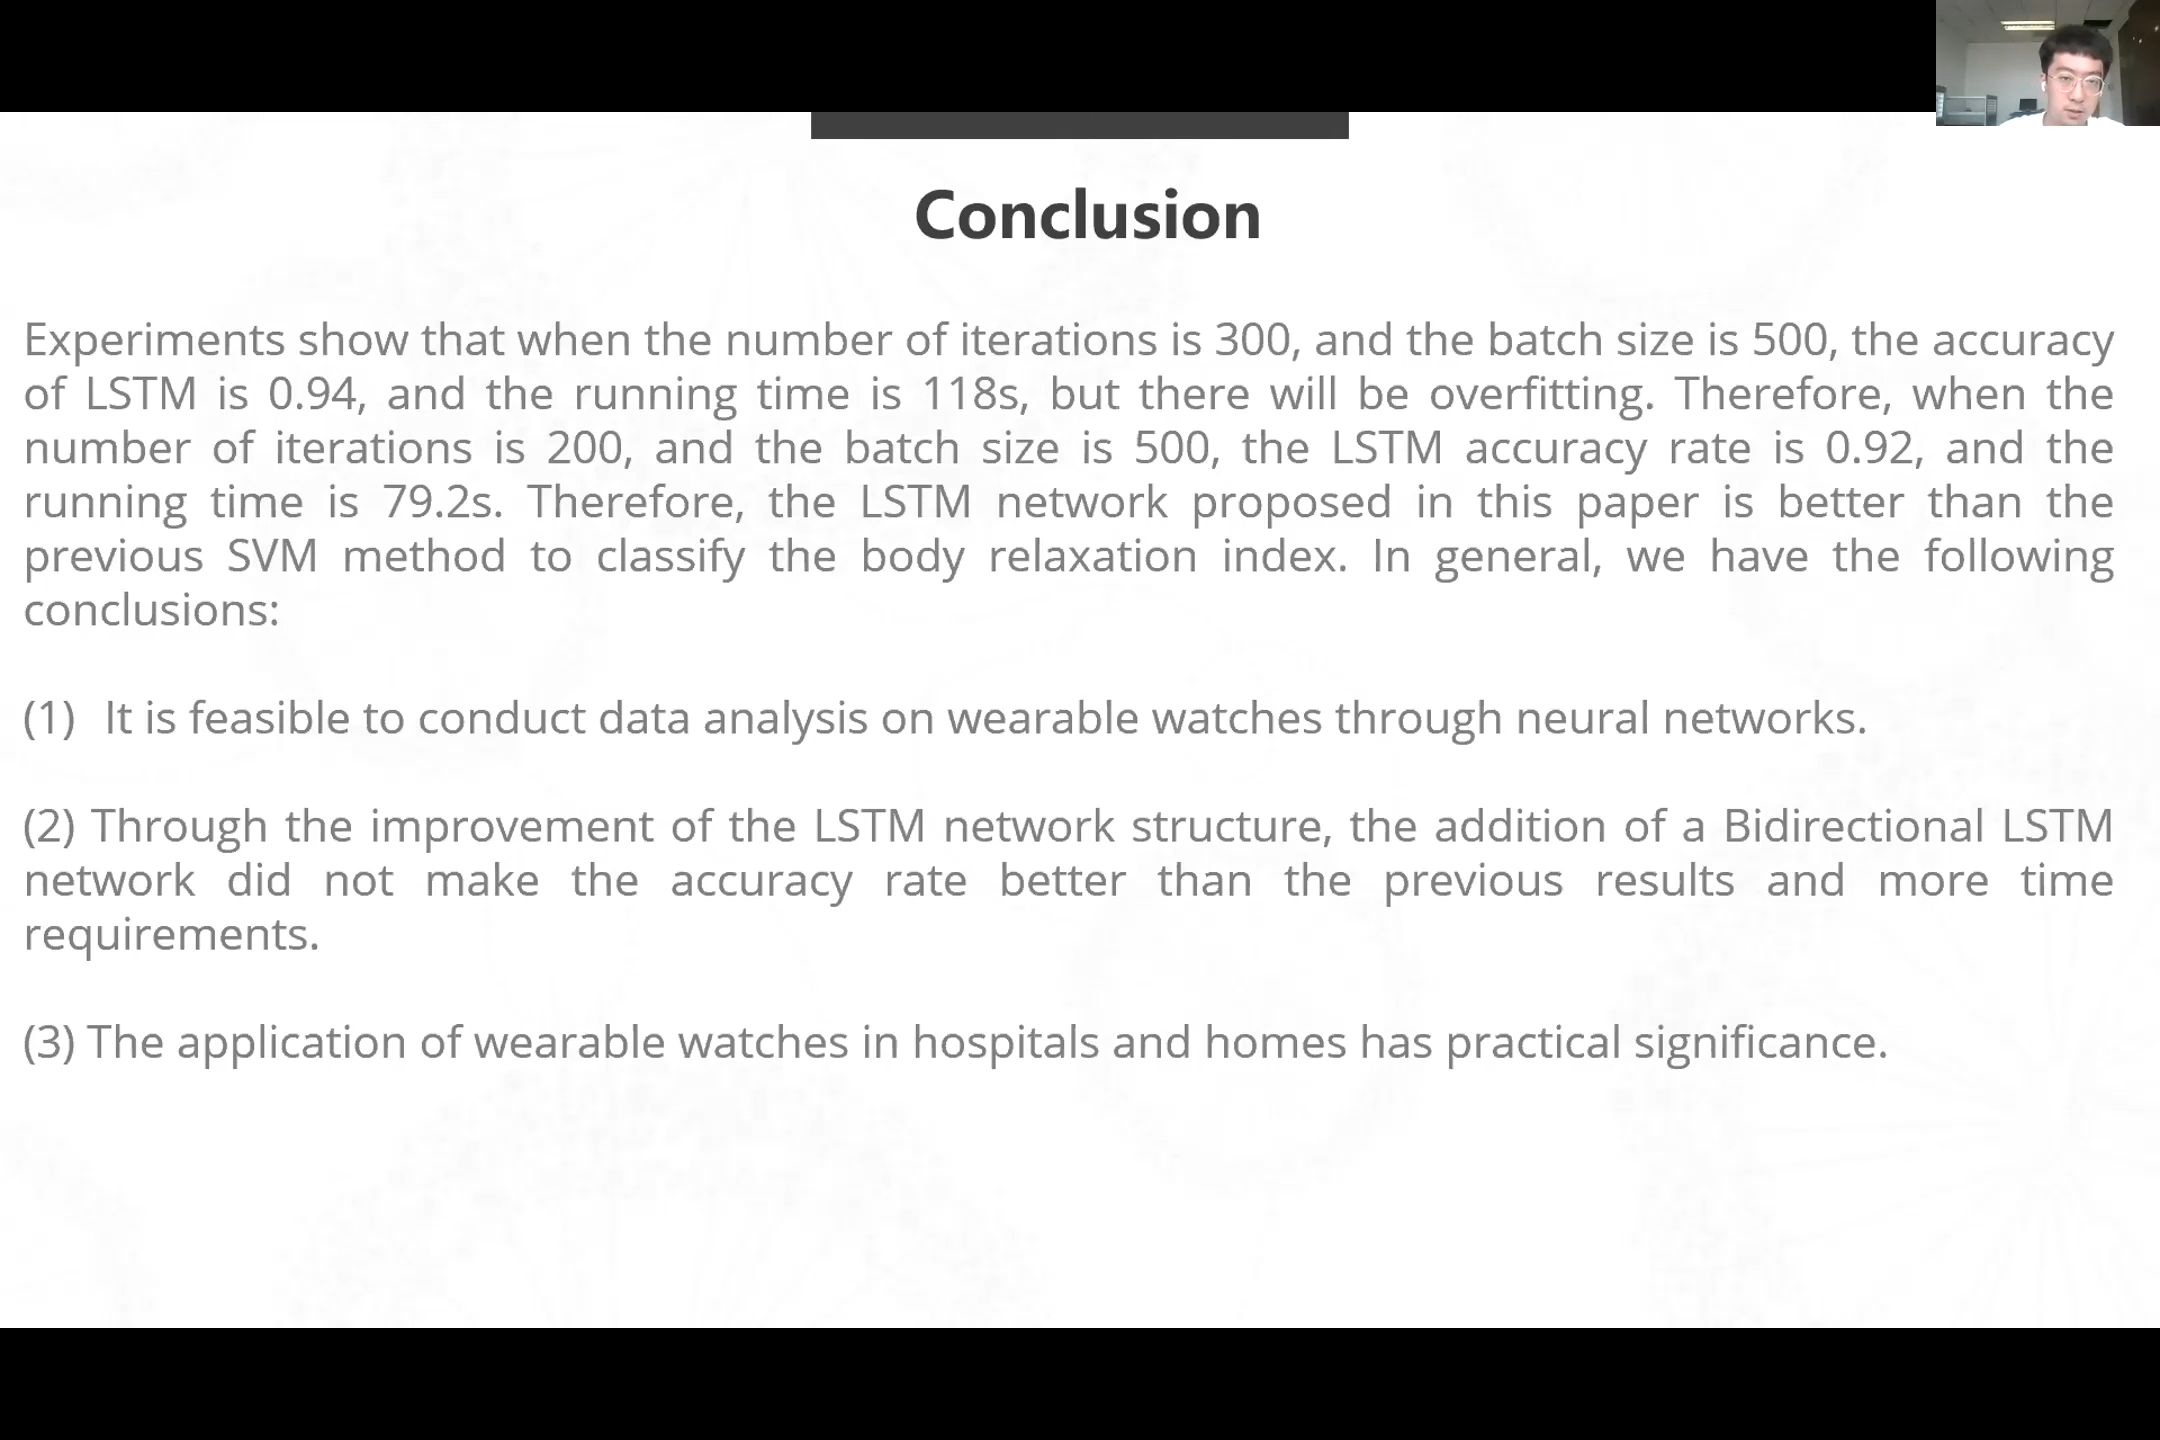 Conclusion
Experiments show that when the number of iterations is 300, and the batch size is 500, the accuracy
of LSTM is 0.94, and the running time is 118s, but there will be overfitting. Therefore, when the
number of iterations is 200, and the batch size is 500, the LSTM accuracy rate is 0.92, and the
running time is 79.2s. Therefore, the LSTM network proposed in this paper is better than the
previous SVM method to classify the body relaxation index. In general, we have the following
conclusions:
(1) It is feasible to conduct data analysis on wearable watches through neural networks.
(2) Through the improvement of the LSTM network structure, the addition of a Bidirectional LSTM
network did not make the accuracy rate better than the previous results and more time
requirements.
(3) The application of wearable watches in hospitals and homes has practical significance.